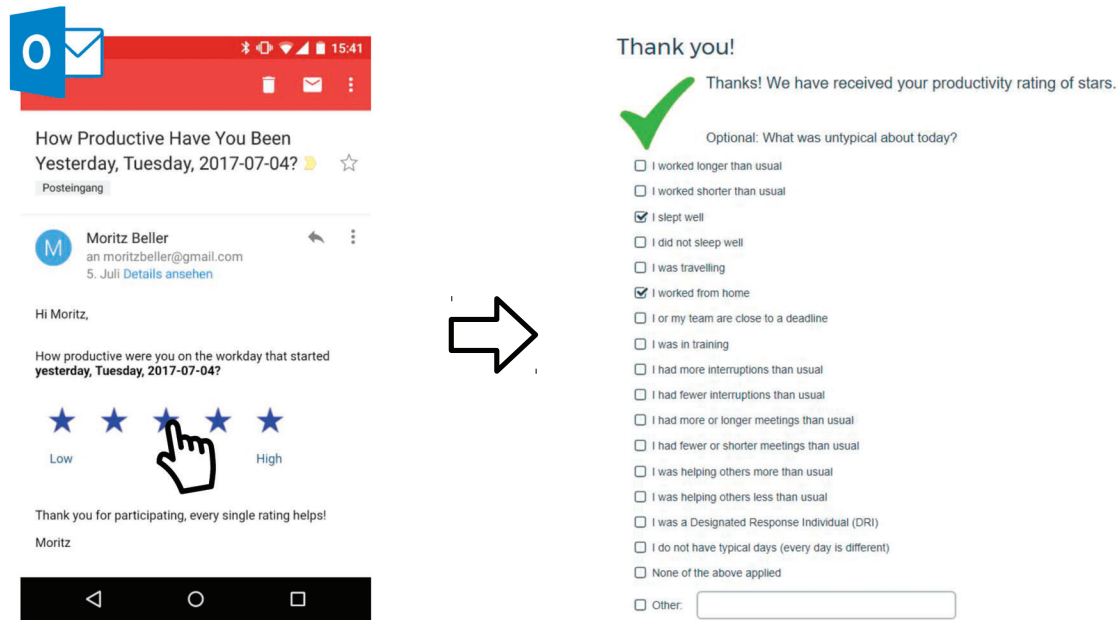 O
15:41
How Productive Have You Been
Yesterday, Tuesday, 2017-07-04?
Posteingang
M
Moritz Beller
an moritzbeller@gmail.com
5. Juli Details ansehen
Hi Moritz,
How productive were you on the workday that started
yesterday, Tuesday, 2017-07-04?
Low
High
Thank you for participating, every single rating helps!
Moritz
Thank you!
Thanks! We have received your productivity rating of stars.
Optional: What was untypical about today?
I worked longer than usual
I worked shorter than usual
I slept well
I did not sleep well
I was travelling
I worked from home
I or my team are close to a deadline
I was in training
I had more interruptions than usual
I had fewer interruptions than usual
I had more or longer meetings than usual
I had fewer or shorter meetings than usual
I was helping others more than usual
I was helping others less than usual
I was a Designated Response Individual (DRI)
I do not have typical days (every day is different)
None of the above applied
Other: